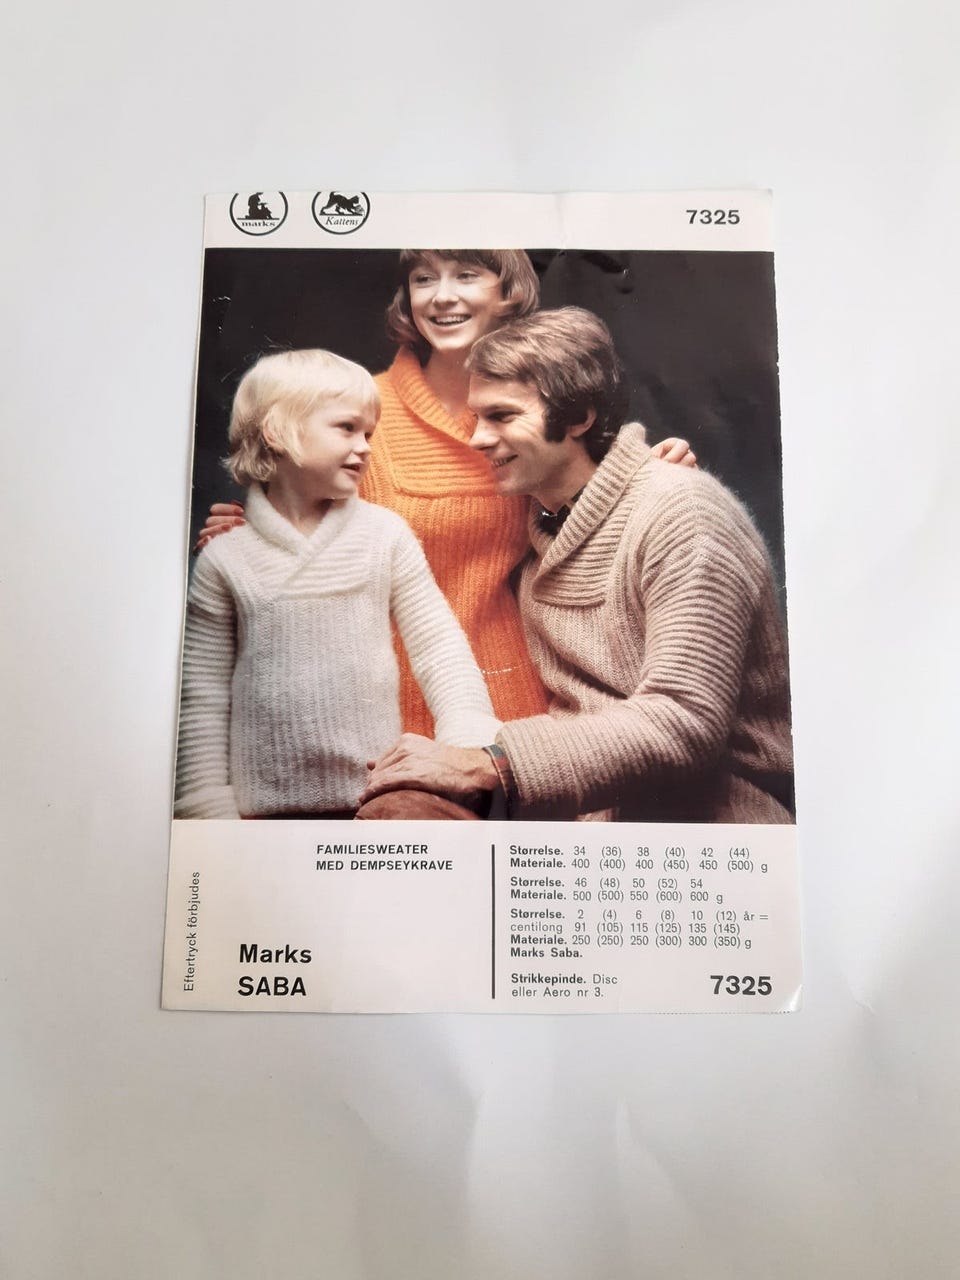 marks
Kattens
7325
FAMILIESWEATER
MED DEMPSEYKRAVE
Marks
SABA
Eftertryck förbjudes
Størrelse. 34 (36) 38 (40) 42 (44)
Materiale. 400 (400) 400 (450) 450 (500) g
Størrelse. 46 (48) 50 (52) 54
Materiale. 500 (500) 550 (600) 600 g
Størrelse. 2 (4) 6 (8) 10 (12) år =
centilong 91 (105) 115 (125) 135 (145)
Materiale. 250 (250) 250 (300) 300 (350) g
Marks Saba.
Strikkepinde. Disc
eller Aero nr 3.
7325